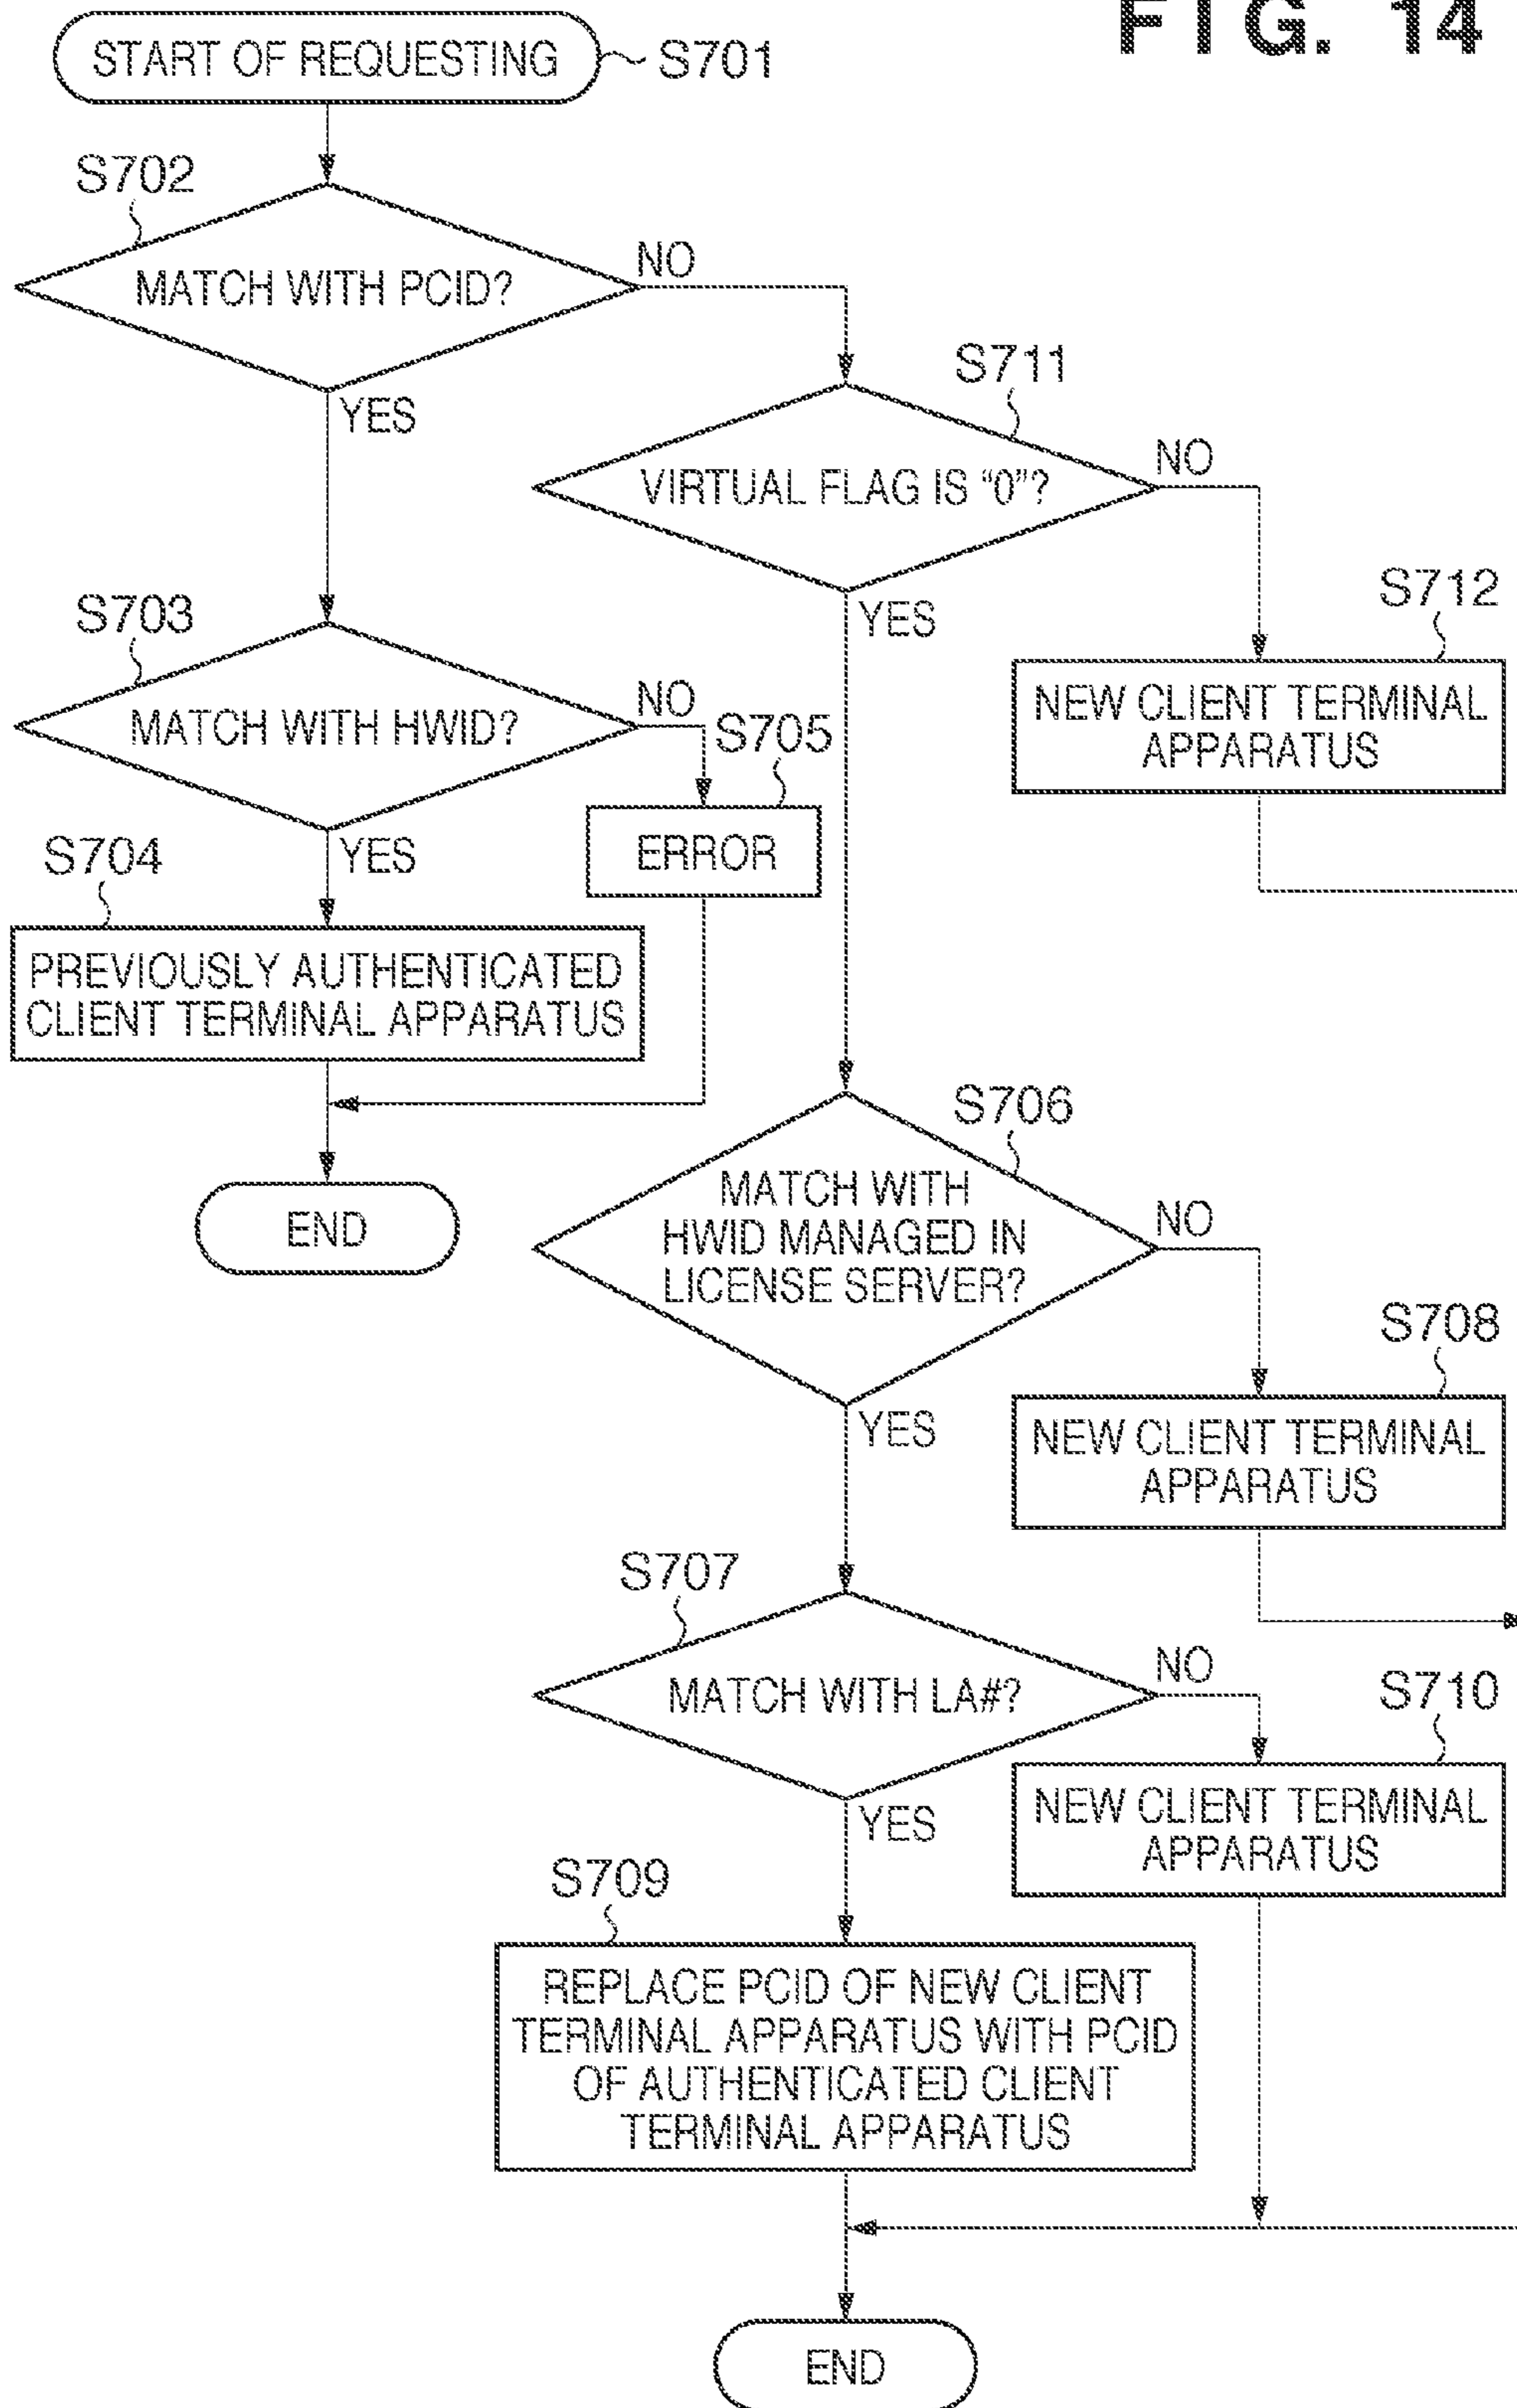 FIG. 14
START OF REQUESTING
S701
S702
MATCH WITH PCID?
NO
YES
S711
VIRTUAL FLAG IS “0”?
NO
YES
S712
NEW CLIENT TERMINAL
APPARATUS
S703
MATCH WITH HWID?
NO
YES
S705
ERROR
S704
PREVIOUSLY AUTHENTICATED
CLIENT TERMINAL APPARATUS
END
S706
MATCH WITH
HWID MANAGED IN
LICENSE SERVER?
NO
YES
S708
NEW CLIENT TERMINAL
APPARATUS
S707
MATCH WITH LA#?
NO
YES
S710
NEW CLIENT TERMINAL
APPARATUS
S709
REPLACE PCID OF NEW CLIENT
TERMINAL APPARATUS WITH PCID
OF AUTHENTICATED CLIENT
TERMINAL APPARATUS
END